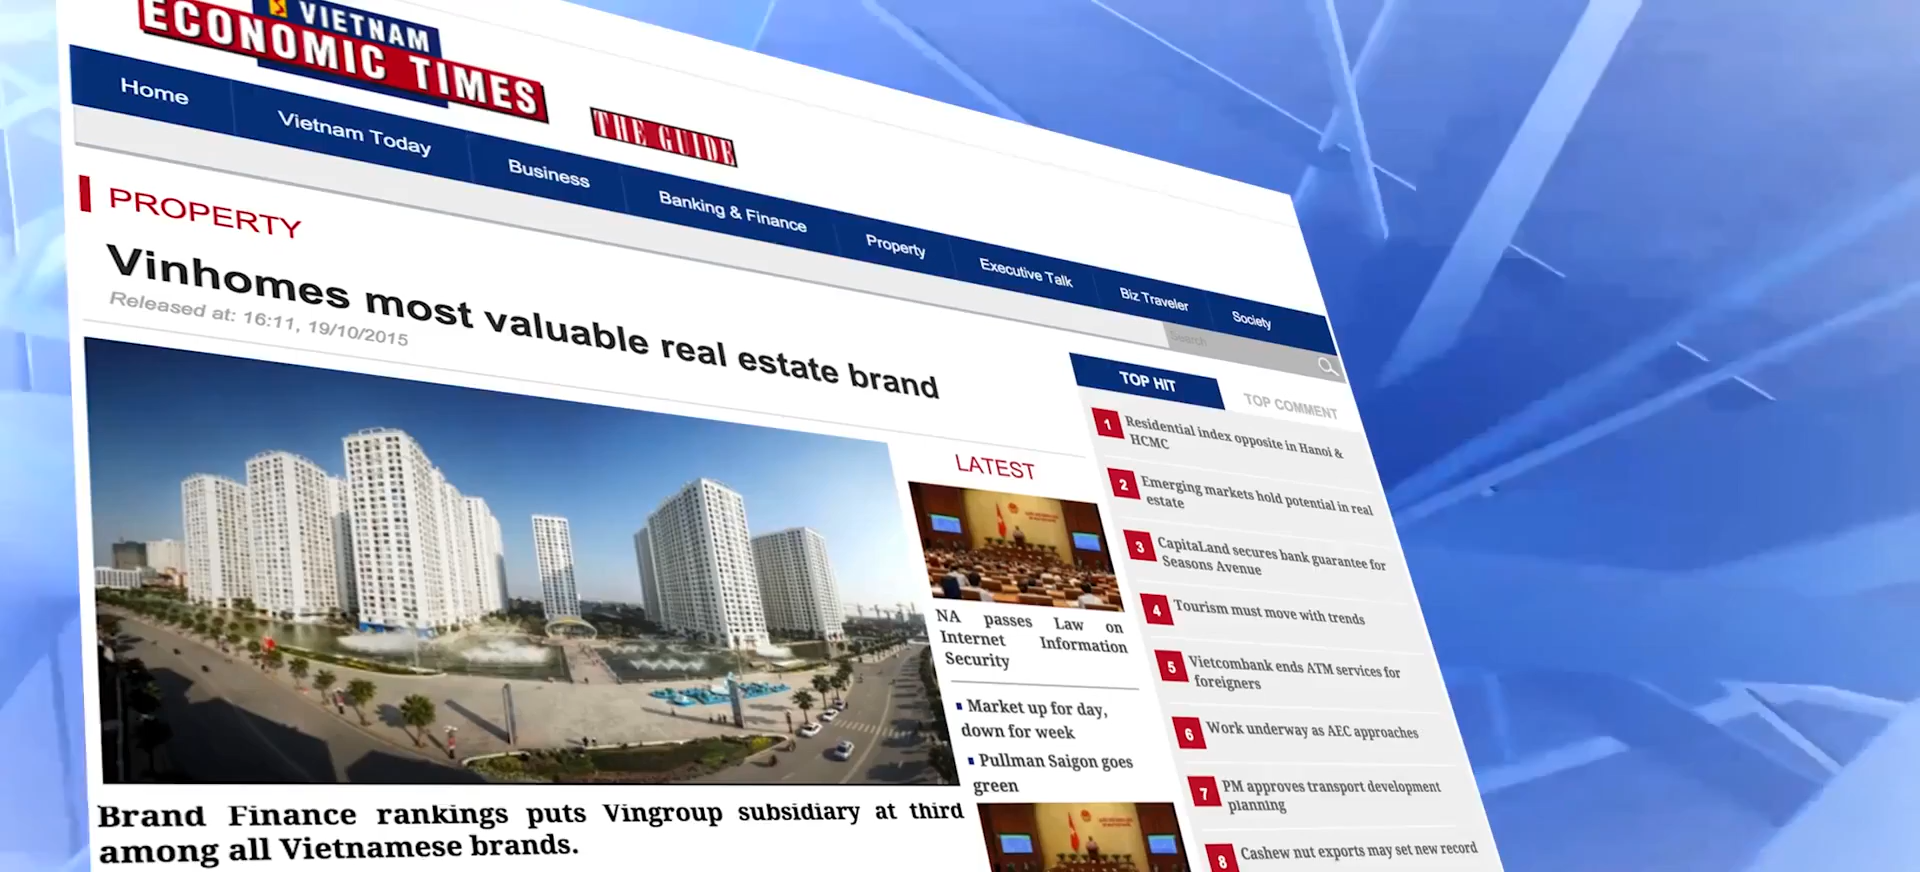 VIETNAM
ECONOMIC TIMES
THE GUIDE
Home
Vietnam Today
Business
Banking & Finance
Property
Executive Talk
Biz Traveler
Society
Search
PROPERTY
Vinhomes most valuable real estate brand
Released at: 16:11, 19/10/2015
Brand Finance rankings puts Vingroup subsidiary at third
among all Vietnamese brands.
LATEST
NA passes Law on
Internet Information
Security
Market up for day,
down for week
Pullman Saigon goes
green
TOP HIT
TOP COMMENT
1
Residential index opposite in Hanoi &
HCMC
2
Emerging markets hold potential in real
estate
3
CapitaLand secures bank guarantee for
Seasons Avenue
4
Tourism must move with trends
5
Vietcombank ends ATM services for
foreigners
6
Work underway as AEC approaches
7
PM approves transport development
planning
8
Cashew nut exports may set new record